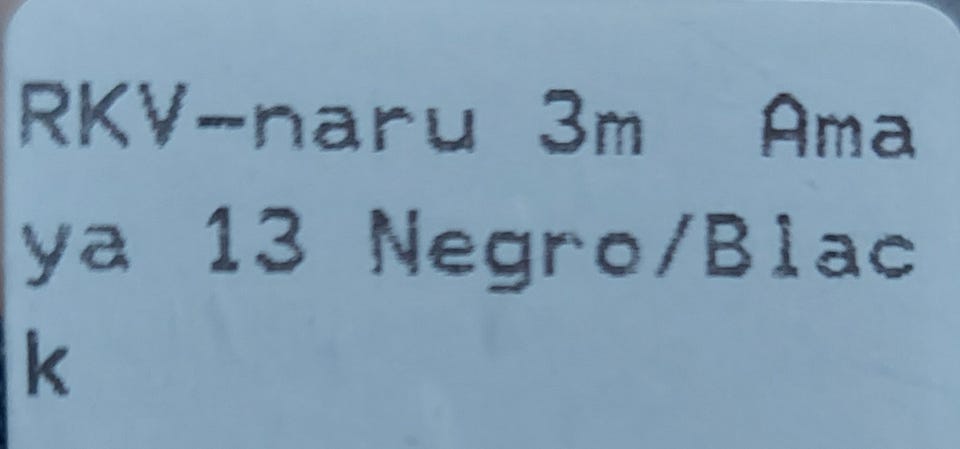 RKV-naru 3m  Ama
ya 13 Negro/Blac
k